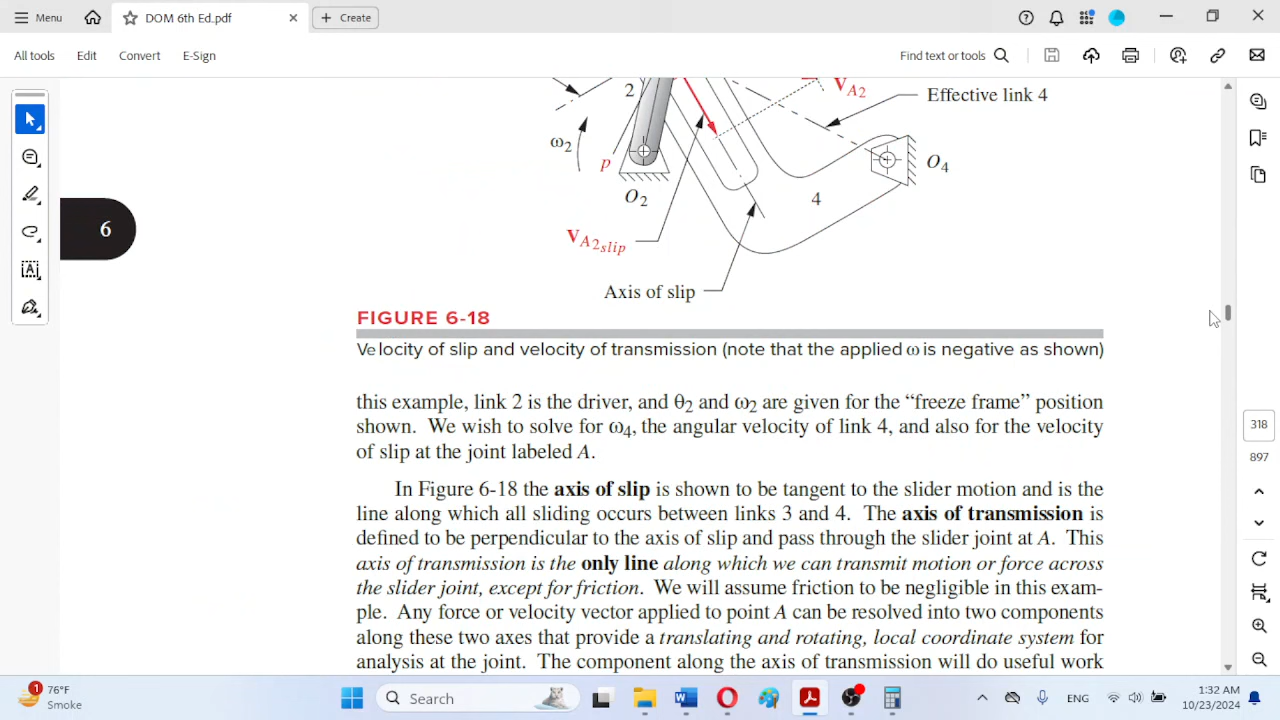 Menu
DOM 6th Ed.pdf
Create
All tools
Edit
Convert
E-Sign
Find text or tools
2
V A2
Effective link 4
ω2
p
O2
4
O4
V A2slip
Axis of slip
6
FIGURE 6-18
Velocity of slip and velocity of transmission (note that the applied ω is negative as shown)
this example, link 2 is the driver, and θ2 and ω2 are given for the “freeze frame” position
shown. We wish to solve for ω4, the angular velocity of link 4, and also for the velocity
of slip at the joint labeled A.
In Figure 6-18 the axis of slip is shown to be tangent to the slider motion and is the
line along which all sliding occurs between links 3 and 4. The axis of transmission is
defined to be perpendicular to the axis of slip and pass through the slider joint at A. This
axis of transmission is the only line along which we can transmit motion or force across
the slider joint, except for friction. We will assume friction to be negligible in this exam-
ple. Any force or velocity vector applied to point A can be resolved into two components
along these two axes that provide a translating and rotating, local coordinate system for
analysis at the joint. The component along the axis of transmission will do useful work
318
897
1
76°F
Smoke
Search
ENG
1:32 AM
10/23/2024